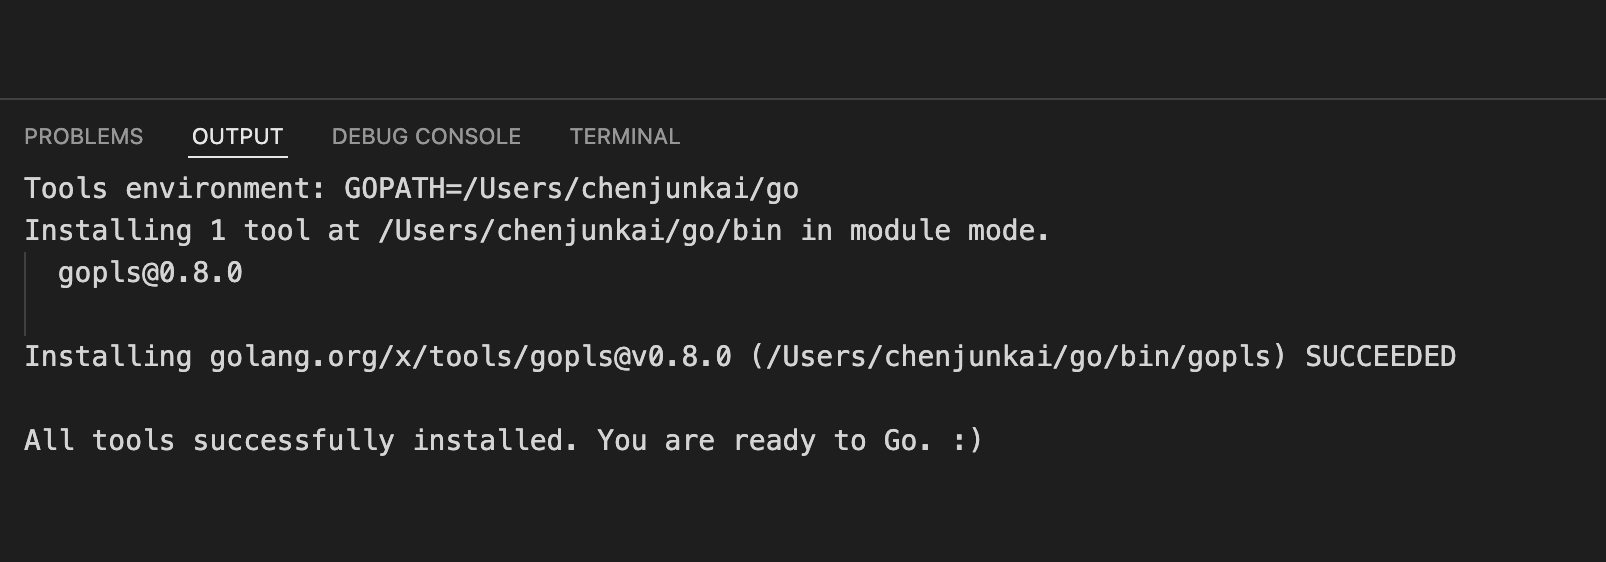 PROBLEMS OUTPUT DEBUG CONSOLE TERMINAL
Tools environment: GOPATH=/Users/chenjunkai/go
Installing 1 tool at /Users/chenjunkai/go/bin in module mode.
gopls@0.8.0
Installing golang.org/x/tools/gopls@v0.8.0 (/Users/chenjunkai/go/bin/gopls) SUCCEEDED
All tools successfully installed. You are ready to Go. :)